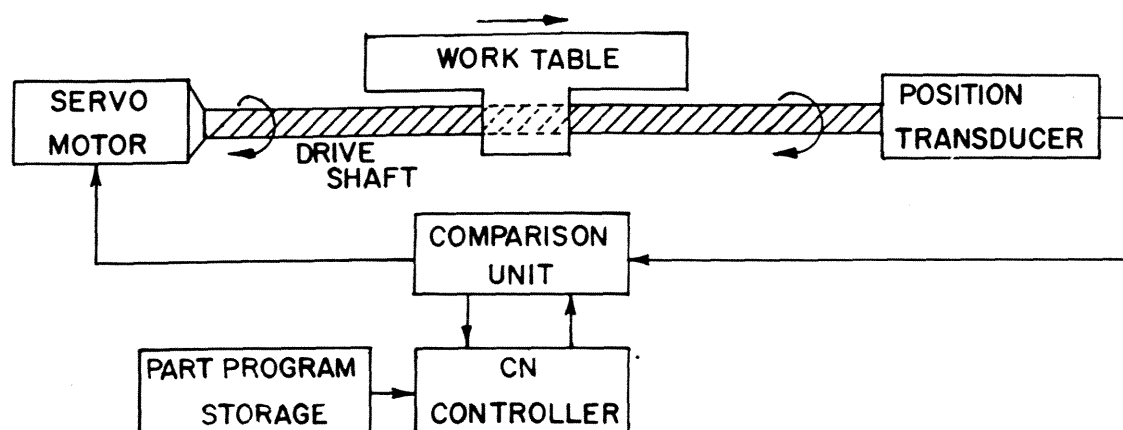 WORK TABLE
SERVO
MOTOR
DRIVE
SHAFT
POSITION
TRANSDUCER
COMPARISON
UNIT
PART PROGRAM
STORAGE
CN
CONTROLLER